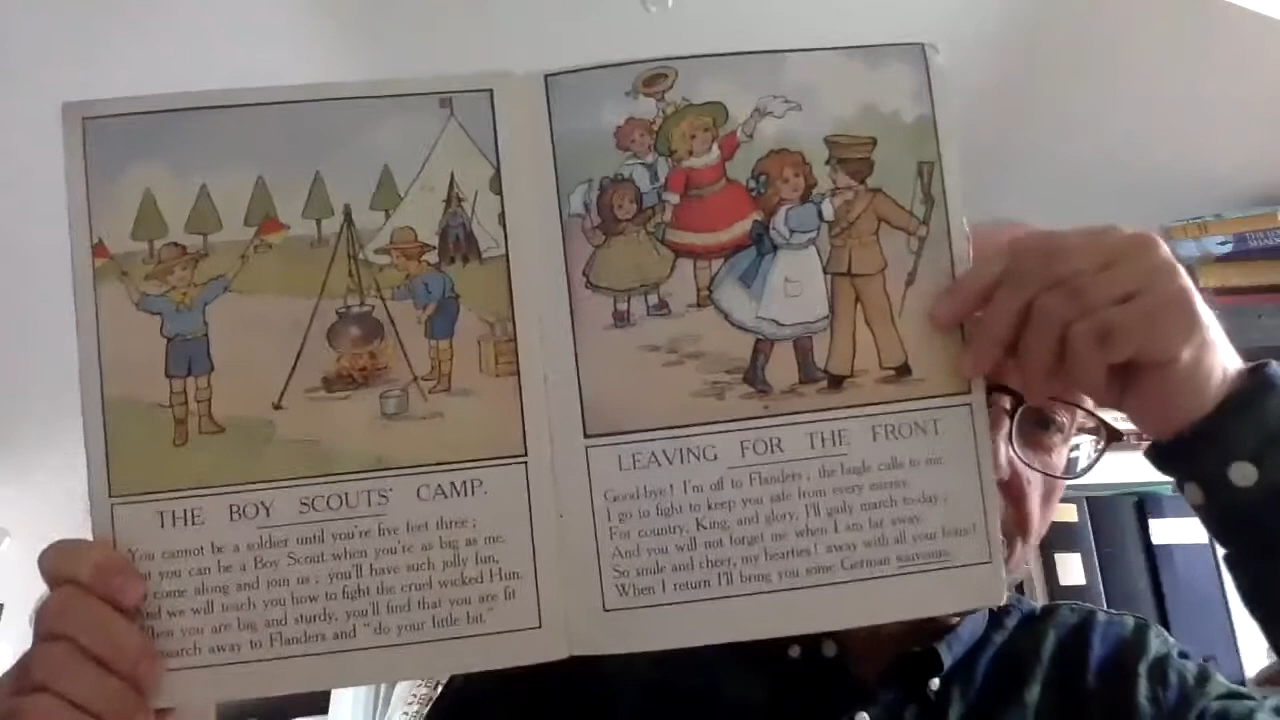 THE BOY SCOUTS' CAMP.
You cannot be a soldier until you're five feet three;
but you can be a Boy Scout when you're as big as me.
come along and join us; you'll have such jolly fun,
And we will teach you how to fight the cruel wicked Hun.
When you are big and sturdy, you'll find that you are fit
march away to Flanders and "do your little bit."
LEAVING FOR THE FRONT
Good-bye! I'm off to Flanders; the bugle calls to me.
I go to fight to keep you safe from every enemy.
For country, King, and glory, I'll gaily march to-day;
And you will not forget me when I am far away.
So smile and cheer, my hearties! away with all your tears!
When I return I'll bring you some German souvenirs.